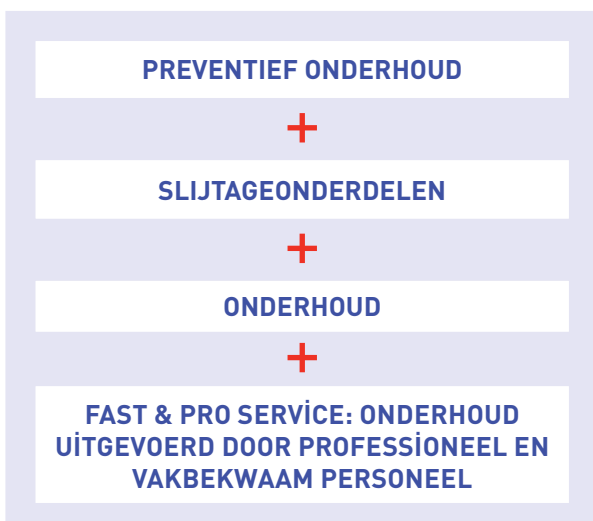 PREVENTIEF ONDERHOUD
+
SLIJTAGEONDERDELEN
+
ONDERHOUD
+
FAST & PRO SERVİCE: ONDERHOUD
UİTGEVOERD DOOR PROFESSİONEEL EN
VAKBEKWAAM PERSONEEL